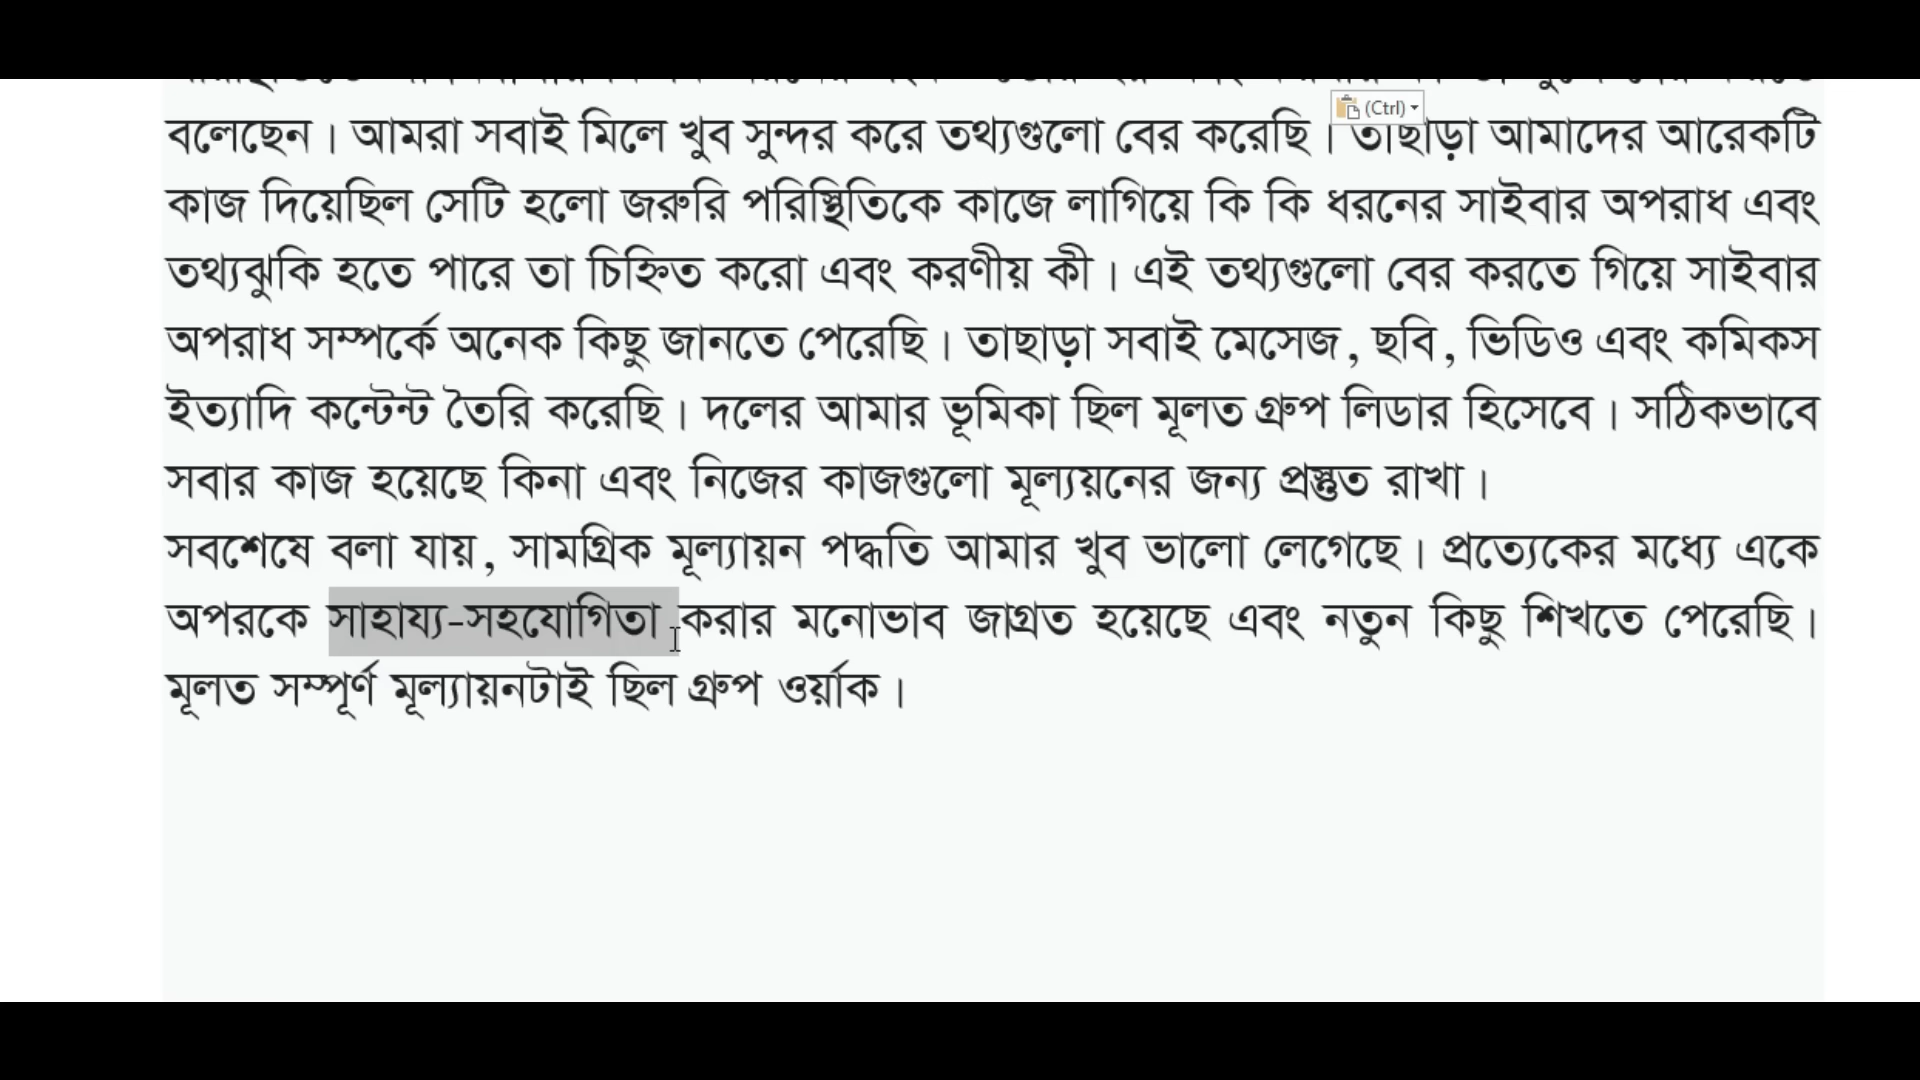 (Ctrl)
বলেছেন। আমরা সবাই মিলে খুব সুন্দর করে তথ্যগুলো বের করেছি। তাছাড়া আমাদের আরেকটি
কাজ দিয়েছিল সেটি হলো জরুরি পরিস্থিতিকে কাজে লাগিয়ে কি কি ধরনের সাইবার অপরাধ এবং
তথ্যঝুকি হতে পারে তা চিহ্নিত করো এবং করণীয় কী। এই তথ্যগুলো বের করতে গিয়ে সাইবার
অপরাধ সম্পর্কে অনেক কিছু জানতে পেরেছি। তাছাড়া সবাই মেসেজ, ছবি, ভিডিও এবং কমিকস
ইত্যাদি কন্টেন্ট তৈরি করেছি। দলের আমার ভূমিকা ছিল মূলত গ্রুপ লিডার হিসেবে। সঠিকভাবে
সবার কাজ হয়েছে কিনা এবং নিজের কাজগুলো মূল্যয়নের জন্য প্রস্তুত রাখা।
সবশেষে বলা যায়, সামগ্রিক মূল্যায়ন পদ্ধতি আমার খুব ভালো লেগেছে। প্রত্যেকের মধ্যে একে
অপরকে সাহায্য-সহযোগিতা করার মনোভাব জাগ্রত হয়েছে এবং নতুন কিছু শিখতে পেরেছি।
মূলত সম্পূর্ণ মূল্যায়নটাই ছিল গ্রুপ ওর্য়াক।